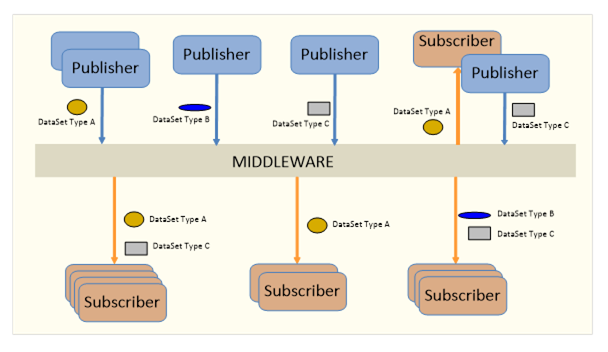 Publisher
Publisher
Publisher
Subscriber
Publisher
DataSet Type A
DataSet Type B
DataSet Type C
DataSet Type A
DataSet Type C
MIDDLEWARE
DataSet Type A
DataSet Type C
DataSet Type A
DataSet Type B
DataSet Type C
Subscriber
Subscriber
Subscriber